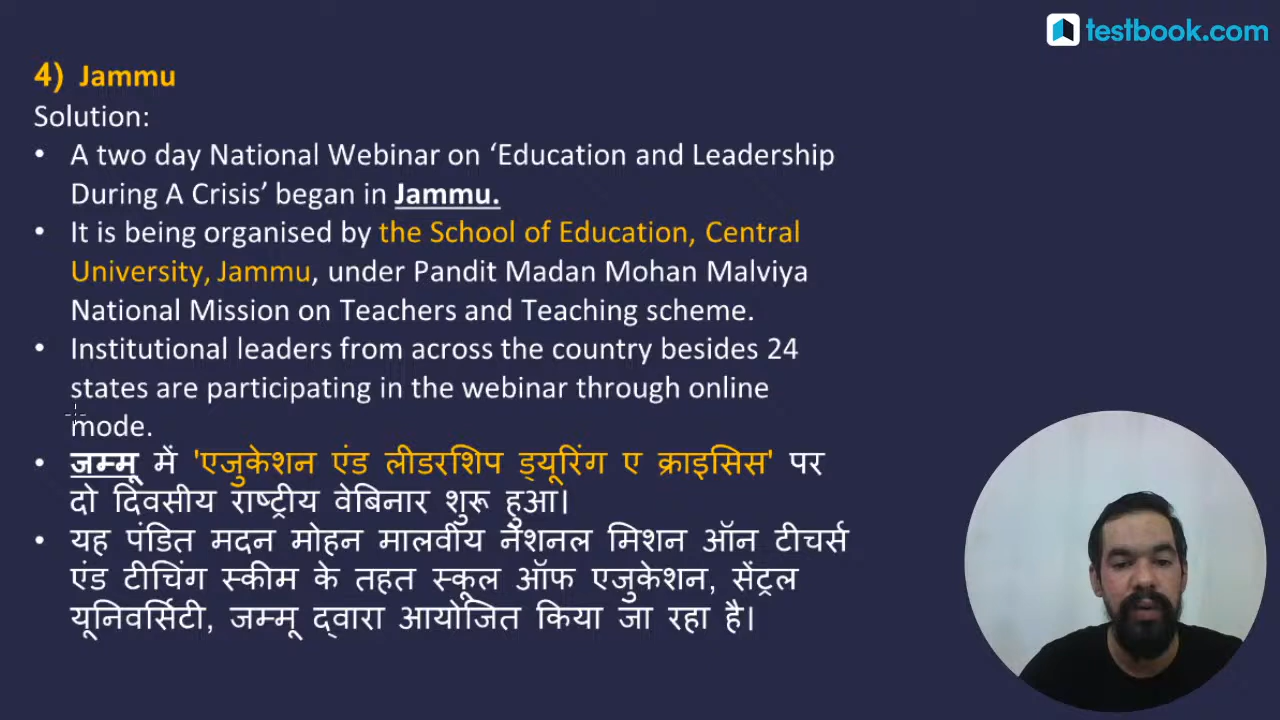 testbook.com
4) Jammu
Solution:
• A two day National Webinar on ‘Education and Leadership
During A Crisis’ began in Jammu.
• It is being organised by the School of Education, Central
University, Jammu, under Pandit Madan Mohan Malviya
National Mission on Teachers and Teaching scheme.
• Institutional leaders from across the country besides 24
states are participating in the webinar through online
mode.
• जम्मू में 'एजुकेशन एंड लीडरशिप ड्यूरिंग ए क्राइसिस' पर
दो दिवसीय राष्ट्रीय वेबिनार शुरू हुआ।
• यह पंडित मदन मोहन मालवीय नेशनल मिशन ऑन टीचर्स
एंड टीचिंग स्कीम के तहत स्कूल ऑफ एजुकेशन, सेंट्रल
यूनिवर्सिटी, जम्मू द्वारा आयोजित किया जा रहा है।